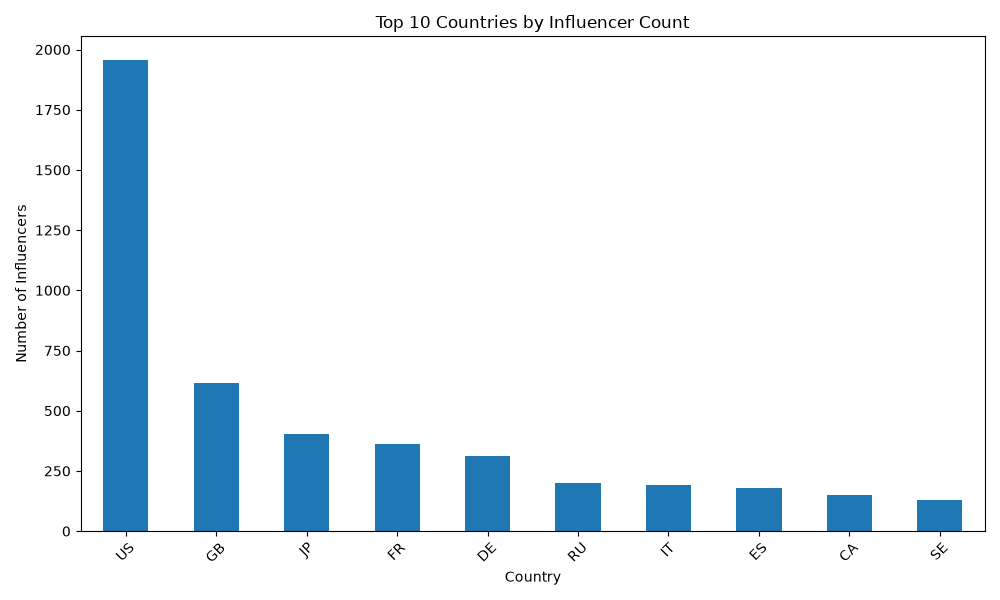 Top 10 Countries by Influencer Count
Number of Influencers
2000
1750
1500
1250
1000
750
500
250
0
US
GB
JP
FR
DE
RU
IT
ES
CA
SE
Country